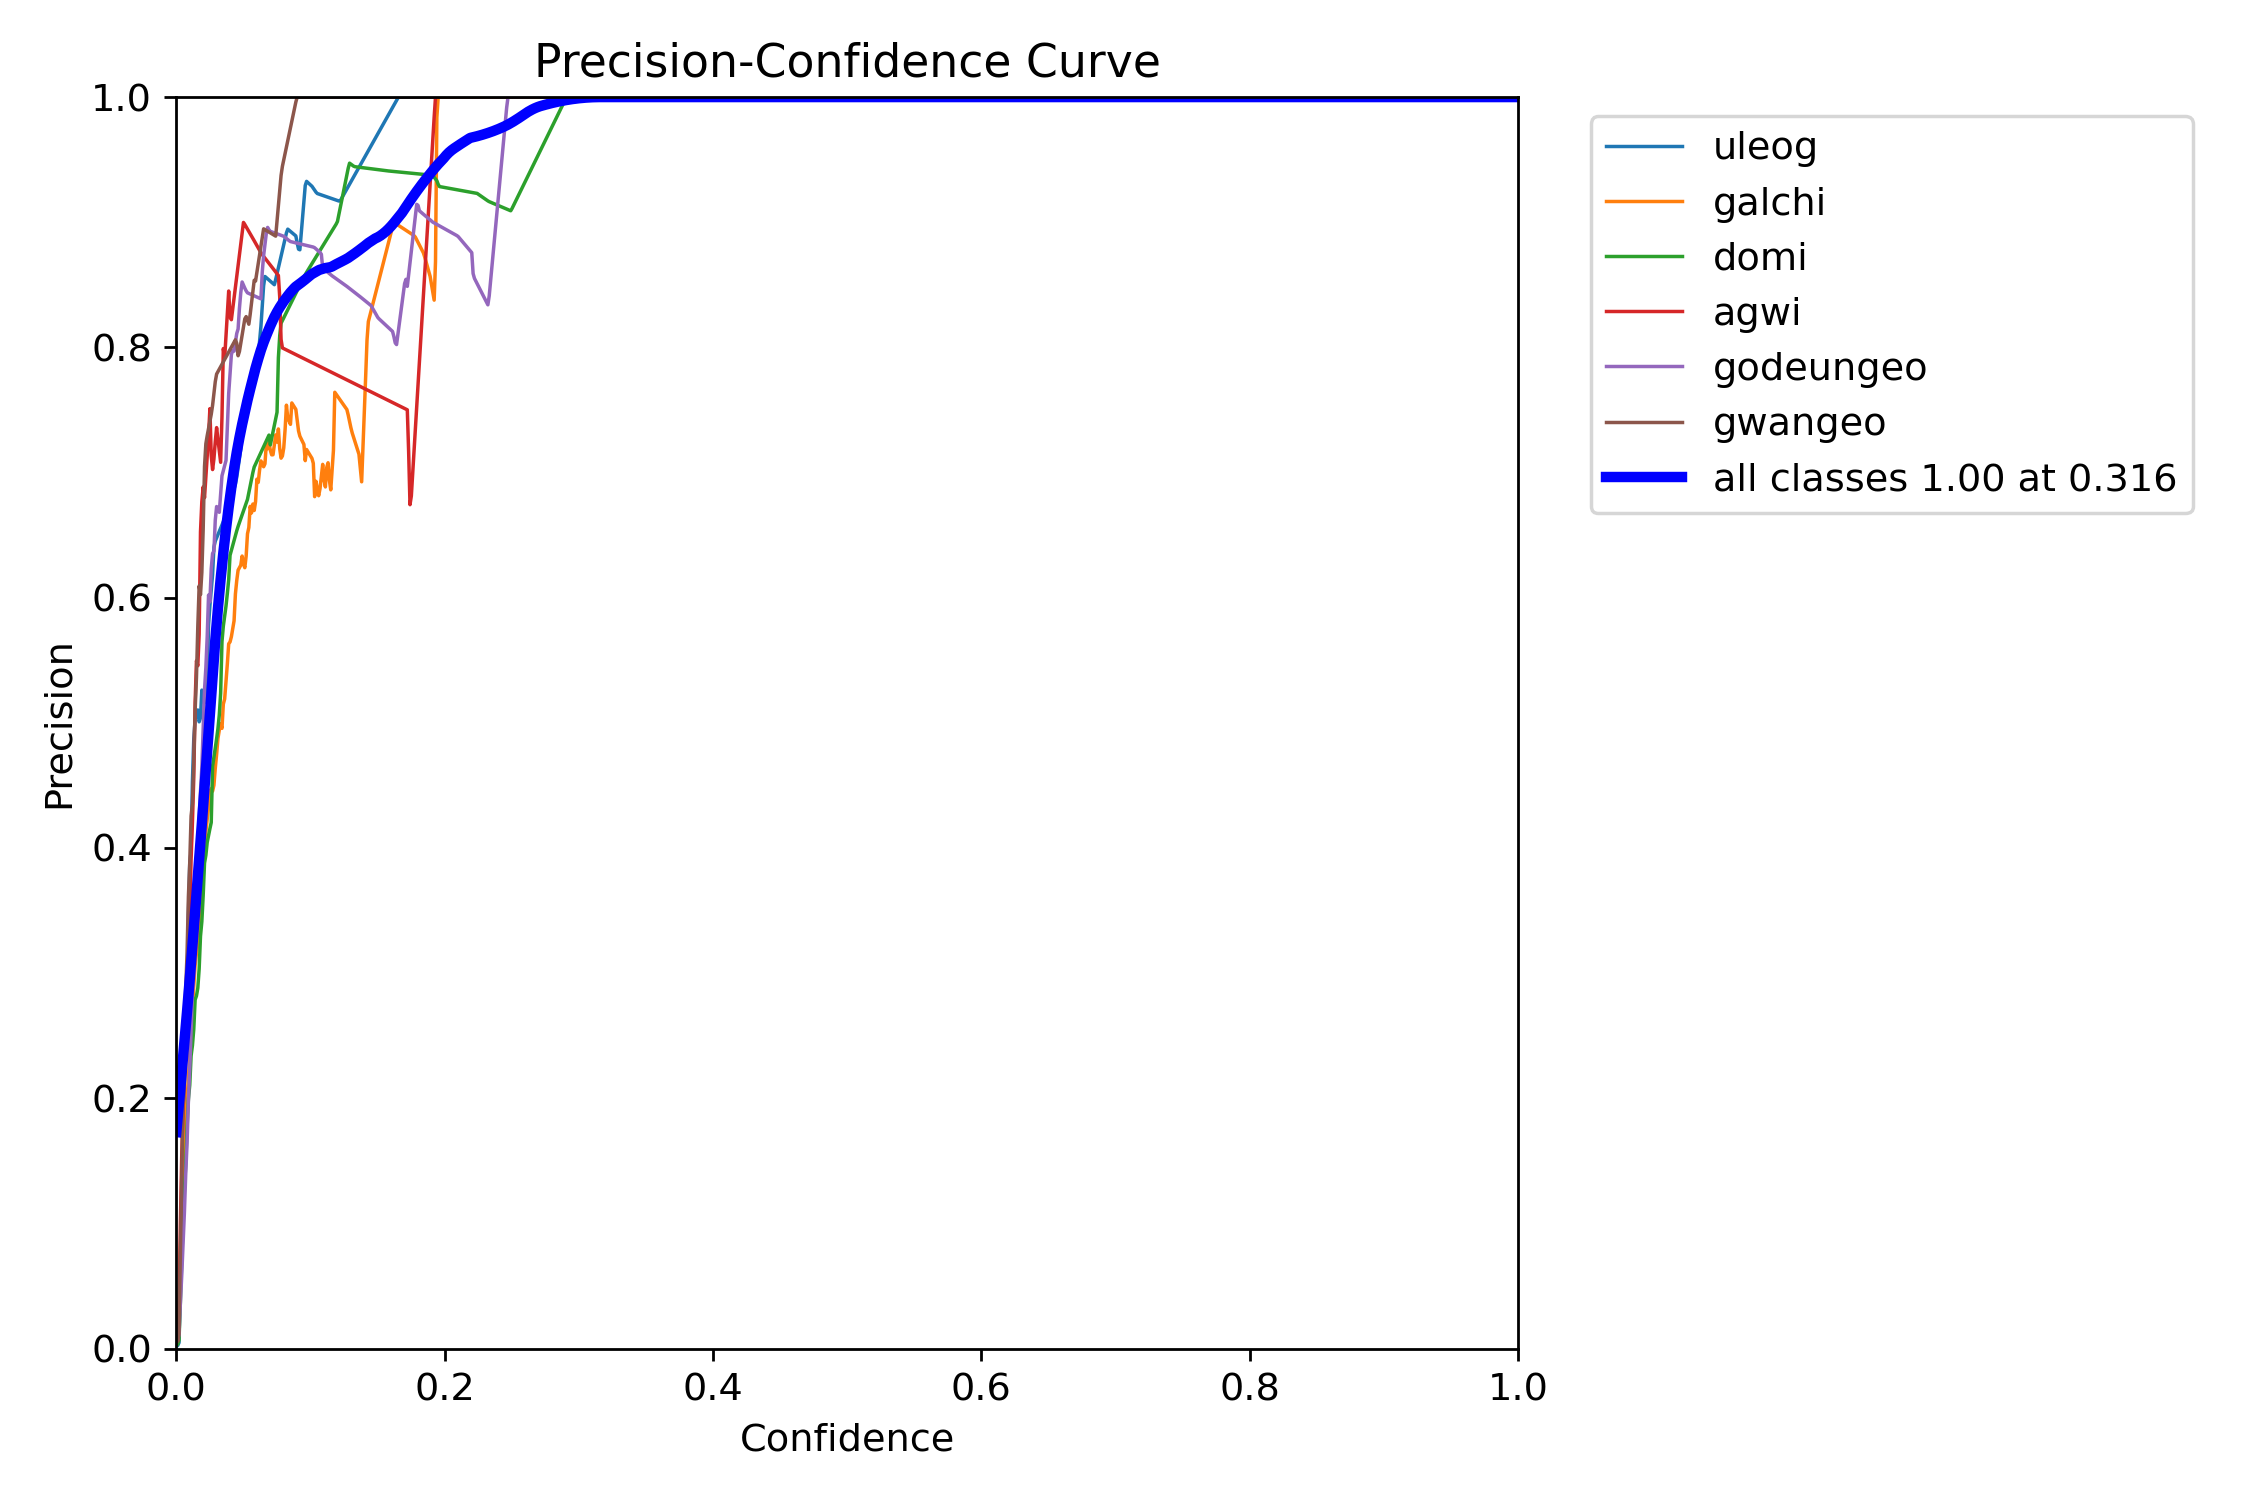 Precision-Confidence Curve
1.0
0.8
0.6
0.4
0.2
0.0
Precision
0.0 0.2 0.4 0.6 0.8 1.0
Confidence
uleog
galchi
domi
agwi
godeungeo
gwangeo
all classes 1.00 at 0.316